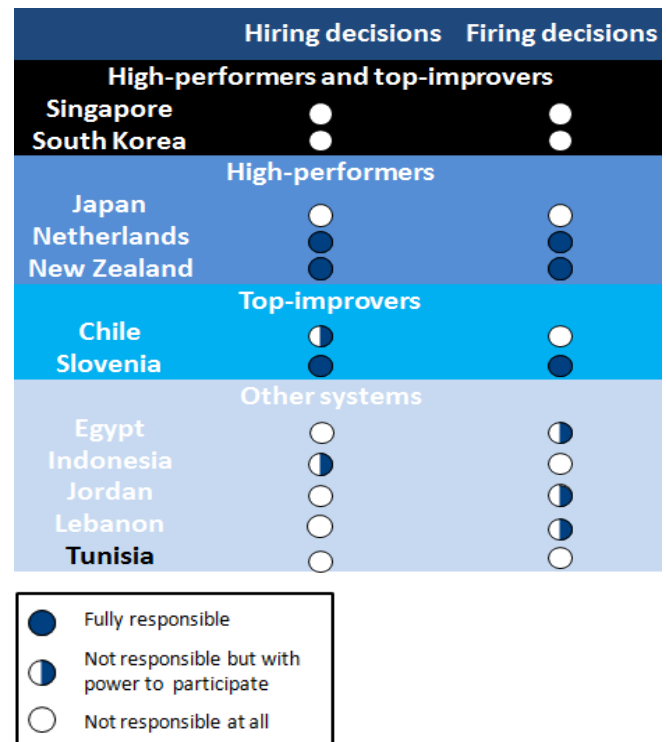 Hiring decisions Firing decisions
High-performers and top-improvers
Singapore
South Korea
High-performers
Japan
Netherlands
New Zealand
Top-improvers
Chile
Slovenia
Other systems
Egypt
Indonesia
Jordan
Lebanon
Tunisia
Fully responsible
Not responsible but with
power to participate
Not responsible at all